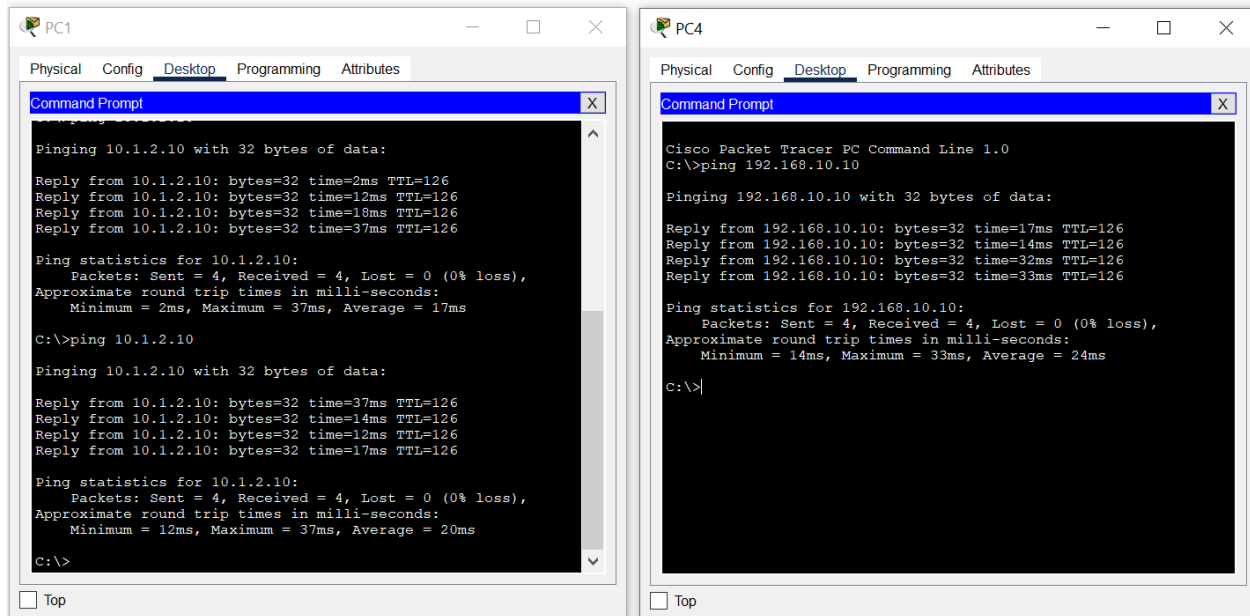 PC1
Physical Config Desktop Programming Attributes
Command Prompt
X
Pinging 10.1.2.10 with 32 bytes of data:
Reply from 10.1.2.10: bytes=32 time=2ms TTL=126
Reply from 10.1.2.10: bytes=32 time=12ms TTL=126
Reply from 10.1.2.10: bytes=32 time=18ms TTL=126
Reply from 10.1.2.10: bytes=32 time=37ms TTL=126
Ping statistics for 10.1.2.10:
Packets: Sent = 4, Received = 4, Lost = 0 (0% loss),
Approximate round trip times in milli-seconds:
Minimum = 2ms, Maximum = 37ms, Average = 17ms
C:\>ping 10.1.2.10
Pinging 10.1.2.10 with 32 bytes of data:
Reply from 10.1.2.10: bytes=32 time=37ms TTL=126
Reply from 10.1.2.10: bytes=32 time=14ms TTL=126
Reply from 10.1.2.10: bytes=32 time=12ms TTL=126
Reply from 10.1.2.10: bytes=32 time=17ms TTL=126
Ping statistics for 10.1.2.10:
Packets: Sent = 4, Received = 4, Lost = 0 (0% loss),
Approximate round trip times in milli-seconds:
Minimum = 12ms, Maximum = 37ms, Average = 20ms
C:\>
Top
PC4
Physical Config Desktop Programming Attributes
Command Prompt
X
Cisco Packet Tracer PC Command Line 1.0
C:\>ping 192.168.10.10
Pinging 192.168.10.10 with 32 bytes of data:
Reply from 192.168.10.10: bytes=32 time=17ms TTL=126
Reply from 192.168.10.10: bytes=32 time=14ms TTL=126
Reply from 192.168.10.10: bytes=32 time=32ms TTL=126
Reply from 192.168.10.10: bytes=32 time=33ms TTL=126
Ping statistics for 192.168.10.10:
Packets: Sent = 4, Received = 4, Lost = 0 (0% loss),
Approximate round trip times in milli-seconds:
Minimum = 14ms, Maximum = 33ms, Average = 24ms
C:\>
Top